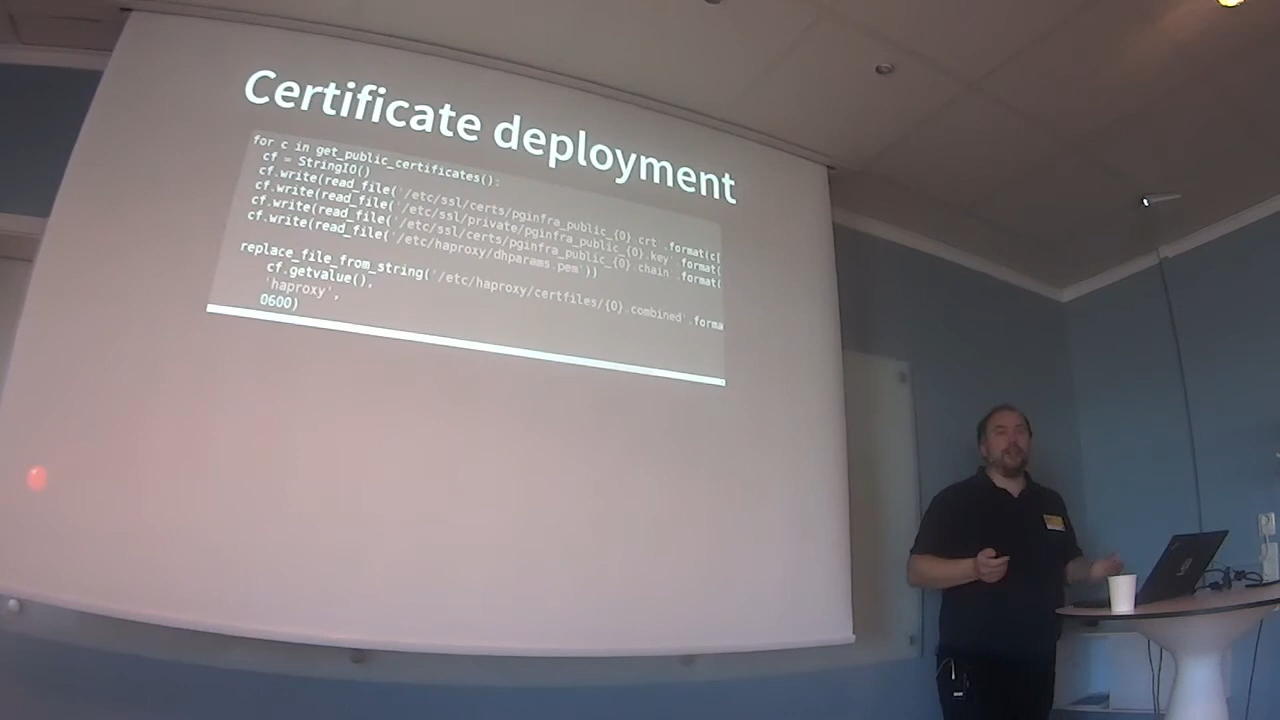 Certificate deployment
for c in get_public_certificates():
cf = StringIO()
cf.write(read_file('/etc/ssl/certs/pginfra_public_{0}.crt'.format(c[
cf.write(read_file('/etc/ssl/private/pginfra_public_{0}.key'.format(
cf.write(read_file('/etc/ssl/certs/pginfra_public_{0}.chain'.format(
cf.write(read_file('/etc/haproxy/dhparams.pem'))
replace_file_from_string('/etc/haproxy/certfiles/{0}.combined'.forma
cf.getvalue(),
'haproxy',
0600)